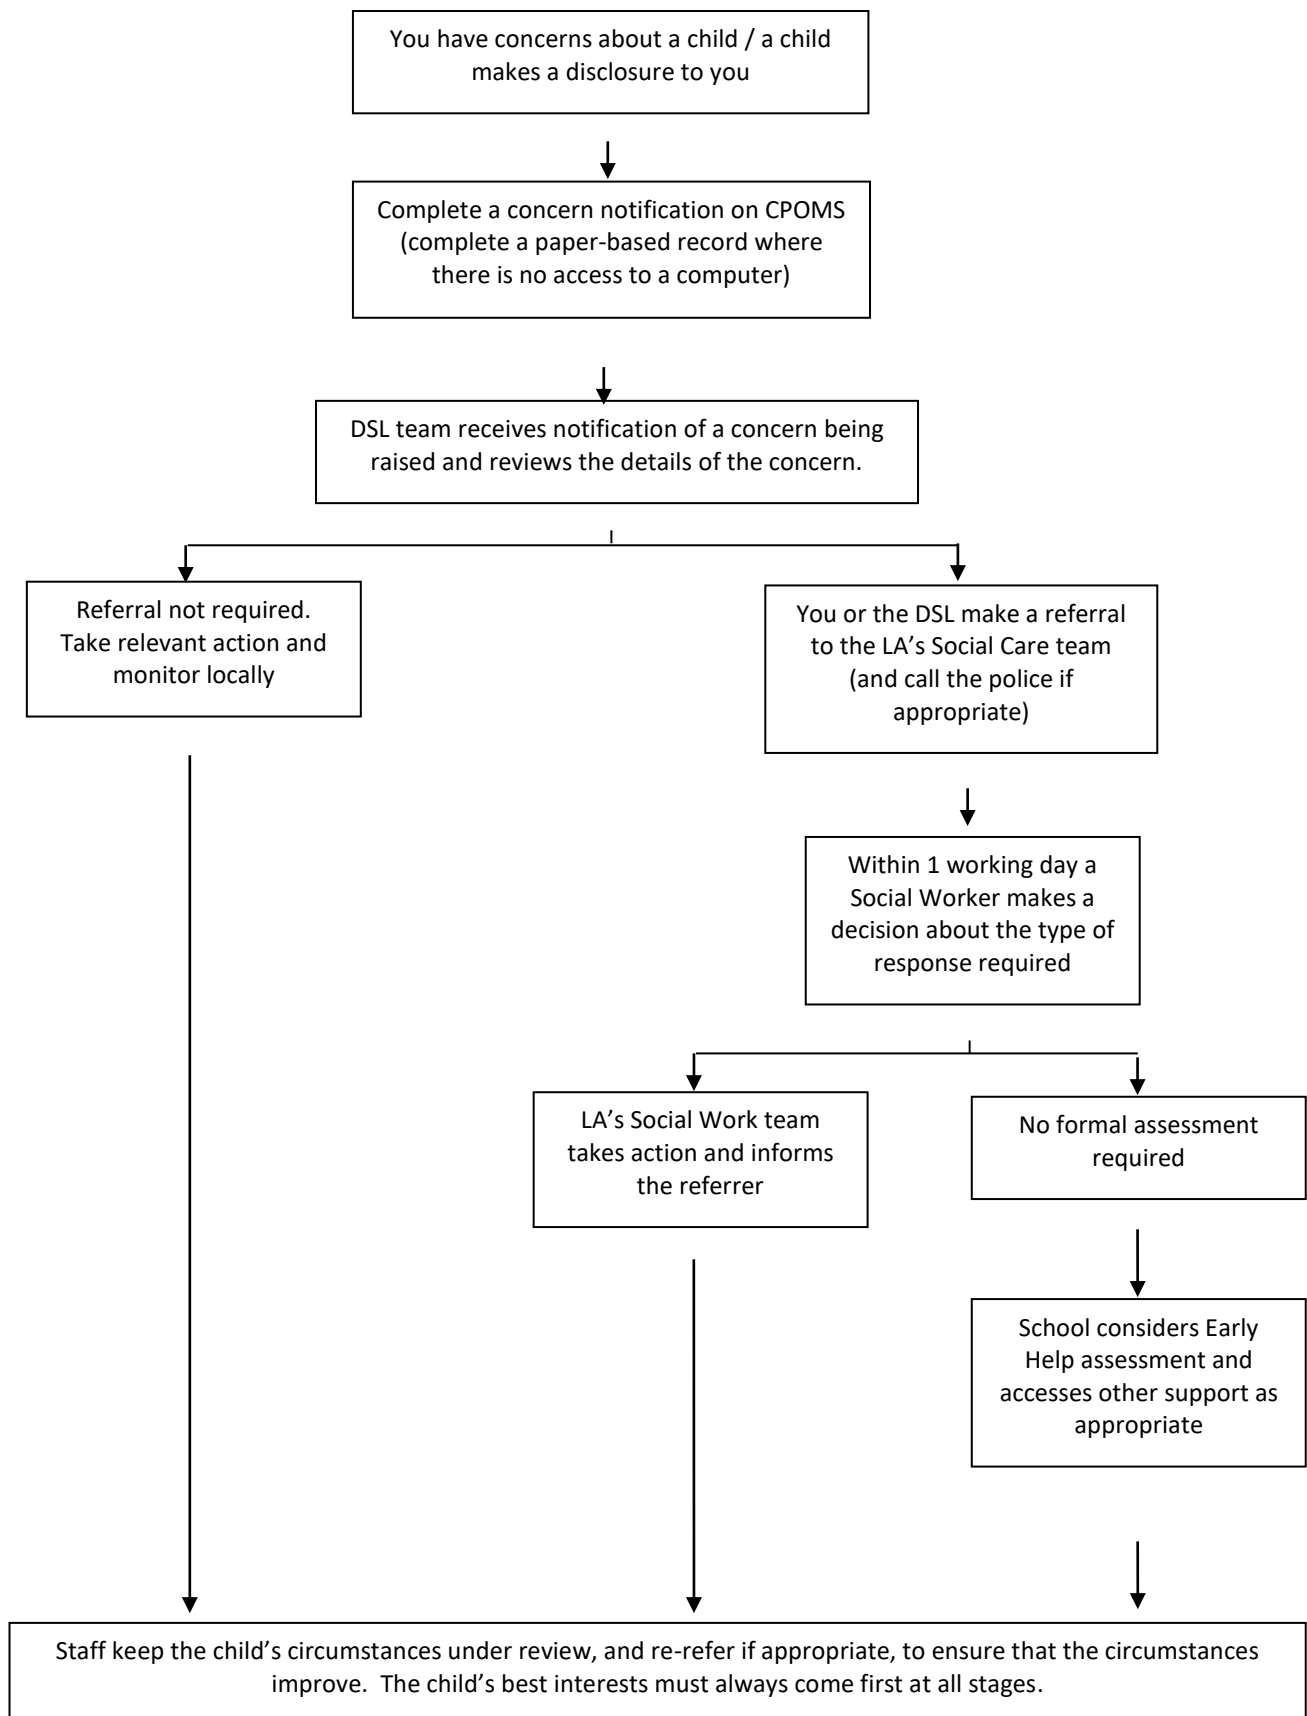 You have concerns about a child / a child
makes a disclosure to you
Complete a concern notification on CPOMS
(complete a paper-based record where
there is no access to a computer)
DSL team receives notification of a concern being
raised and reviews the details of the concern.
Referral not required.
Take relevant action and
monitor locally
You or the DSL make a referral
to the LA’s Social Care team
(and call the police if
appropriate)
Within 1 working day a
Social Worker makes a
decision about the type of
response required
LA’s Social Work team
takes action and informs
the referrer
No formal assessment
required
School considers Early
Help assessment and
accesses other support as
appropriate
Staff keep the child’s circumstances under review, and re-refer if appropriate, to ensure that the circumstances
improve.  The child’s best interests must always come first at all stages.